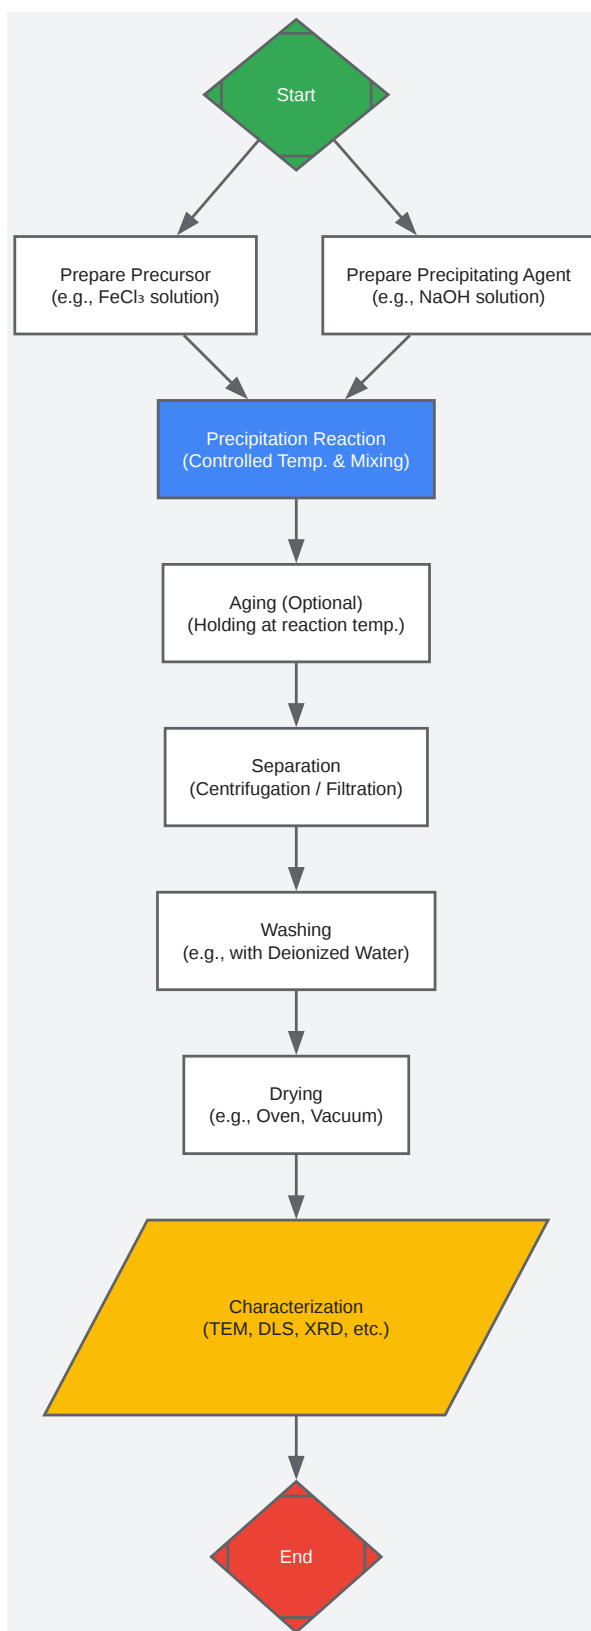 Start
Prepare Precursor
(e.g., FeCl₃ solution)
Prepare Precipitating Agent
(e.g., NaOH solution)
Precipitation Reaction
(Controlled Temp. & Mixing)
Aging (Optional)
(Holding at reaction temp.)
Separation
(Centrifugation / Filtration)
Washing
(e.g., with Deionized Water)
Drying
(e.g., Oven, Vacuum)
Characterization
(TEM, DLS, XRD, etc.)
End